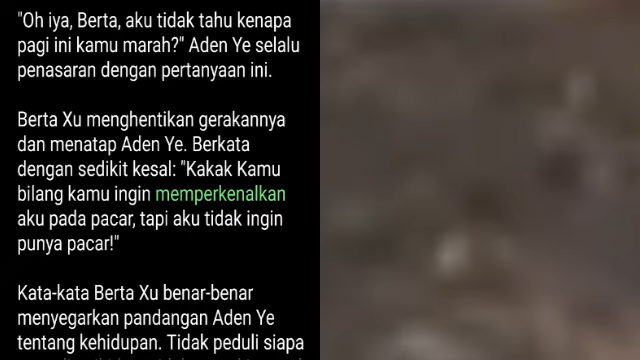 "Oh iya, Berta, aku tidak tahu kenapa
pagi ini kamu marah?" Aden Ye selalu
penasaran dengan pertanyaan ini.
Berta Xu menghentikan gerakannya
dan menatap Aden Ye. Berkata
dengan sedikit kesal: "Kakak Kamu
bilang kamu ingin memperkenalkan
aku pada pacar, tapi aku tidak ingin
punya pacar!"
Kata-kata Berta Xu benar-benar
menyegarkan pandangan Aden Ye
tentang kehidupan. Tidak peduli siapa